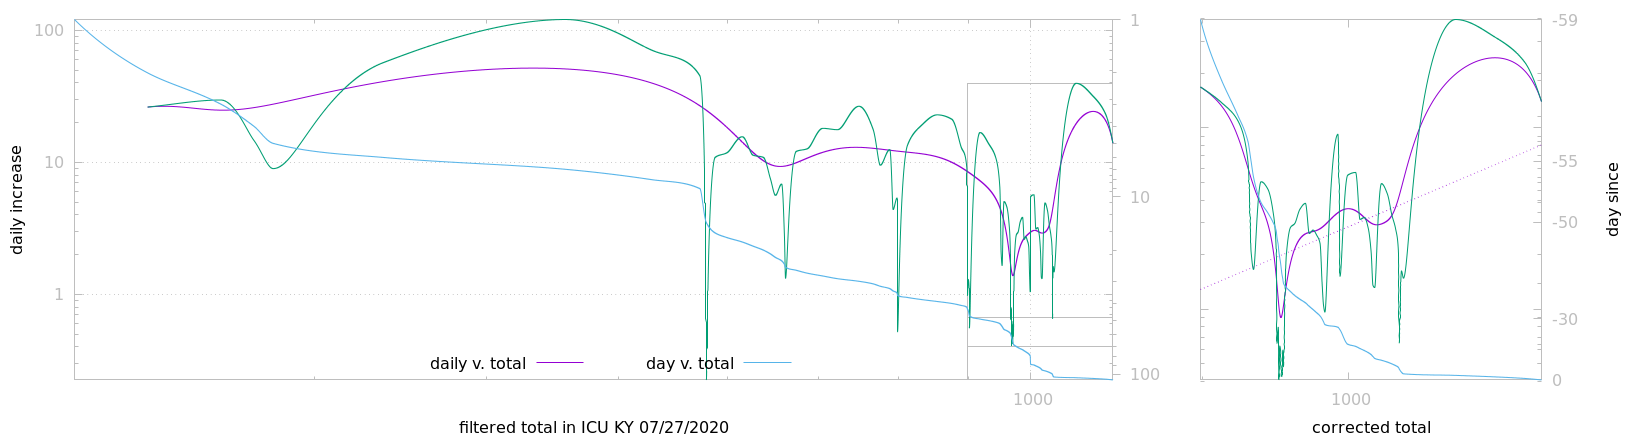 100
10
1
daily increase
daily v. total
day v. total
1
10
100
1000
filtered total in ICU KY 07/27/2020
-59
-55
-50
-30
0
day since
1000
corrected total